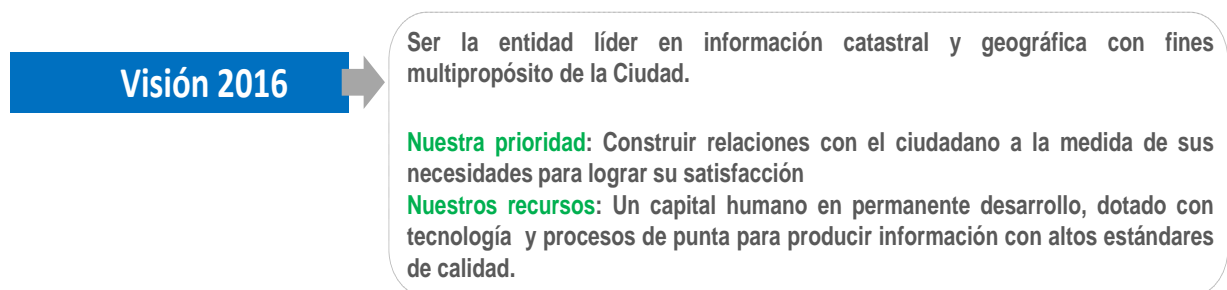 Visión 2016
Ser la entidad líder en información catastral y geográfica con fines
multipropósito de la Ciudad.
Nuestra prioridad: Construir relaciones con el ciudadano a la medida de sus
necesidades para lograr su satisfacción
Nuestros recursos: Un capital humano en permanente desarrollo, dotado con
tecnología y procesos de punta para producir información con altos estándares
de calidad.